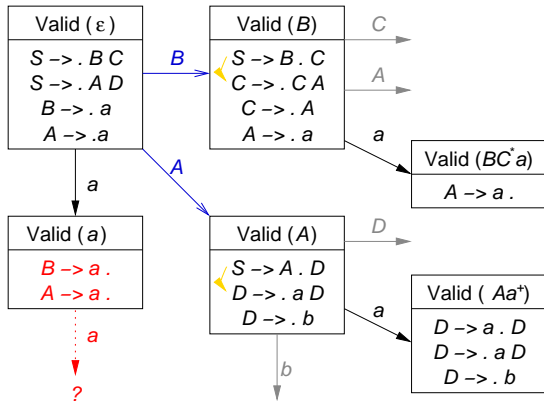 Valid (ε)
S −> . B C
S −> . A D
B −> . a
A −> .a
B
Valid (B)
S −> B . C
C −> . C A
C −> . A
A −> . a
C
A
a
Valid (BC*a)
A −> a .
A
a
Valid (a)
B −> a .
A −> a .
a
?
Valid (A)
S −> A . D
D −> . a D
D −> . b
D
a
b
Valid ( Aa+)
D −> a . D
D −> . a D
D −> . b